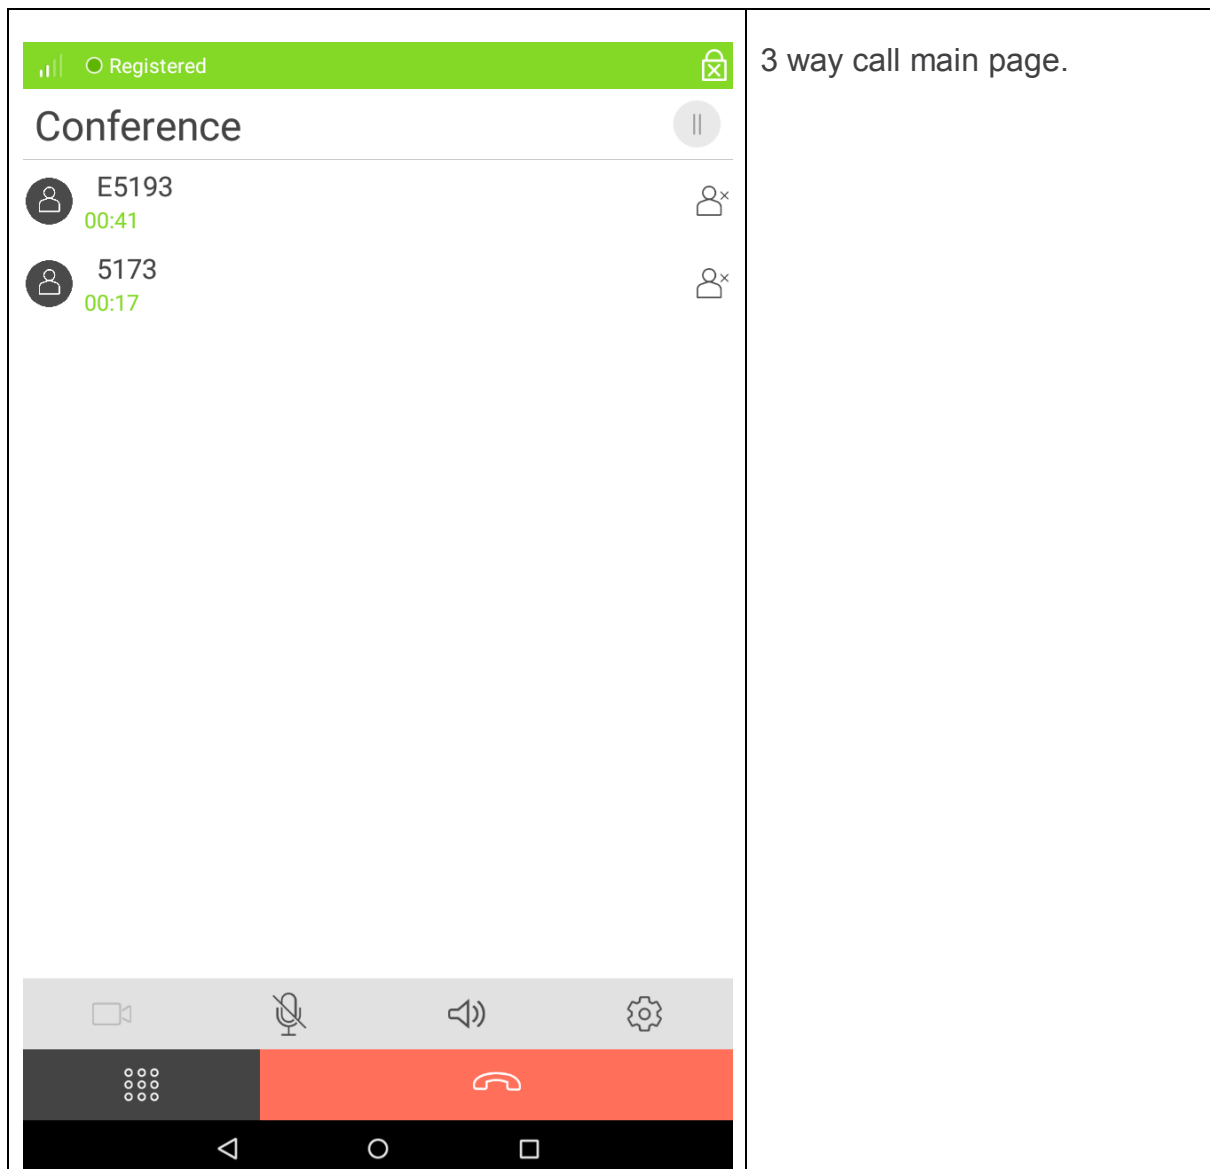 Registered
3 way call main page.
Conference
E5193
00:41
5173
00:17